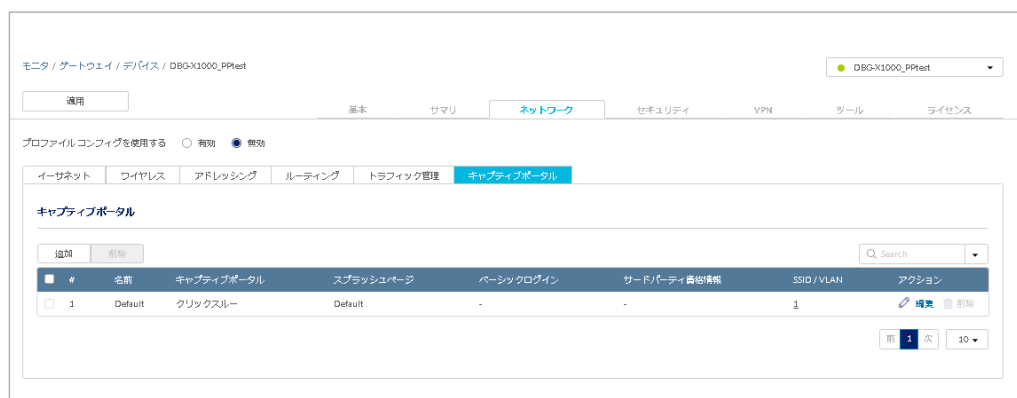 モニタ / ゲートウェイ / デバイス / DBG-X1000_PPtest
DBG-X1000_PPtest
適用
基本 サマリ ネットワーク セキュリティ VPN ツール ライセンス
プロファイル コンフィグを使用する 有効 無効
イーサネット ワイヤレス アドレッシング ルーティング トラフィック管理 キャプティブポータル
キャプティブポータル
追加 削除 Search
# 名前 キャプティブポータル スプラッシュページ ベーシックログイン サードパーティ資格情報 SSID / VLAN アクション
1 Default クリックスルー Default - - 1 編集 削除
前 1 次 10